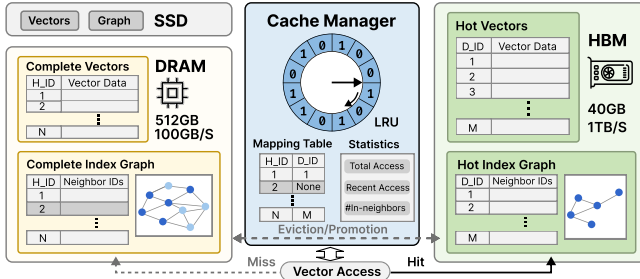 Vectors
Graph
SSD
Complete Vectors
H_ID
Vector Data
1
2
N
DRAM
512GB
100GB/S
Complete Index Graph
H_ID
Neighbor IDs
1
2
N
Cache Manager
0 1 0 1 0 1 0 1 0 1 0 1
LRU
Mapping Table
H_ID
D_ID
1
1
2
None
N
M
Statistics
Total Access
Recent Access
#In-neighbors
Eviction/Promotion
Hot Vectors
D_ID
Vector Data
1
2
3
M
HBM
40GB
1TB/S
Hot Index Graph
D_ID
Neighbor IDs
1
2
M
Miss
Vector Access
Hit